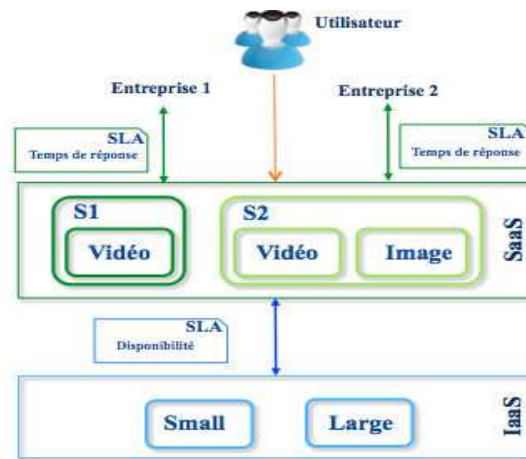 Utilisateur
Entreprise 1
Entreprise 2
SLA
Temps de réponse
SLA
Temps de réponse
S1
Vidéo
S2
Vidéo
Image
SaaS
SLA
Disponibilité
Small
Large
IaaS